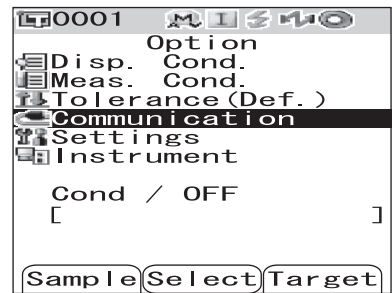 0001 M I
Option
Disp. Cond.
Meas. Cond.
Tolerance(Def.)
Communication
Settings
Instrument
Cond / OFF
[ ]
Sample Select Target